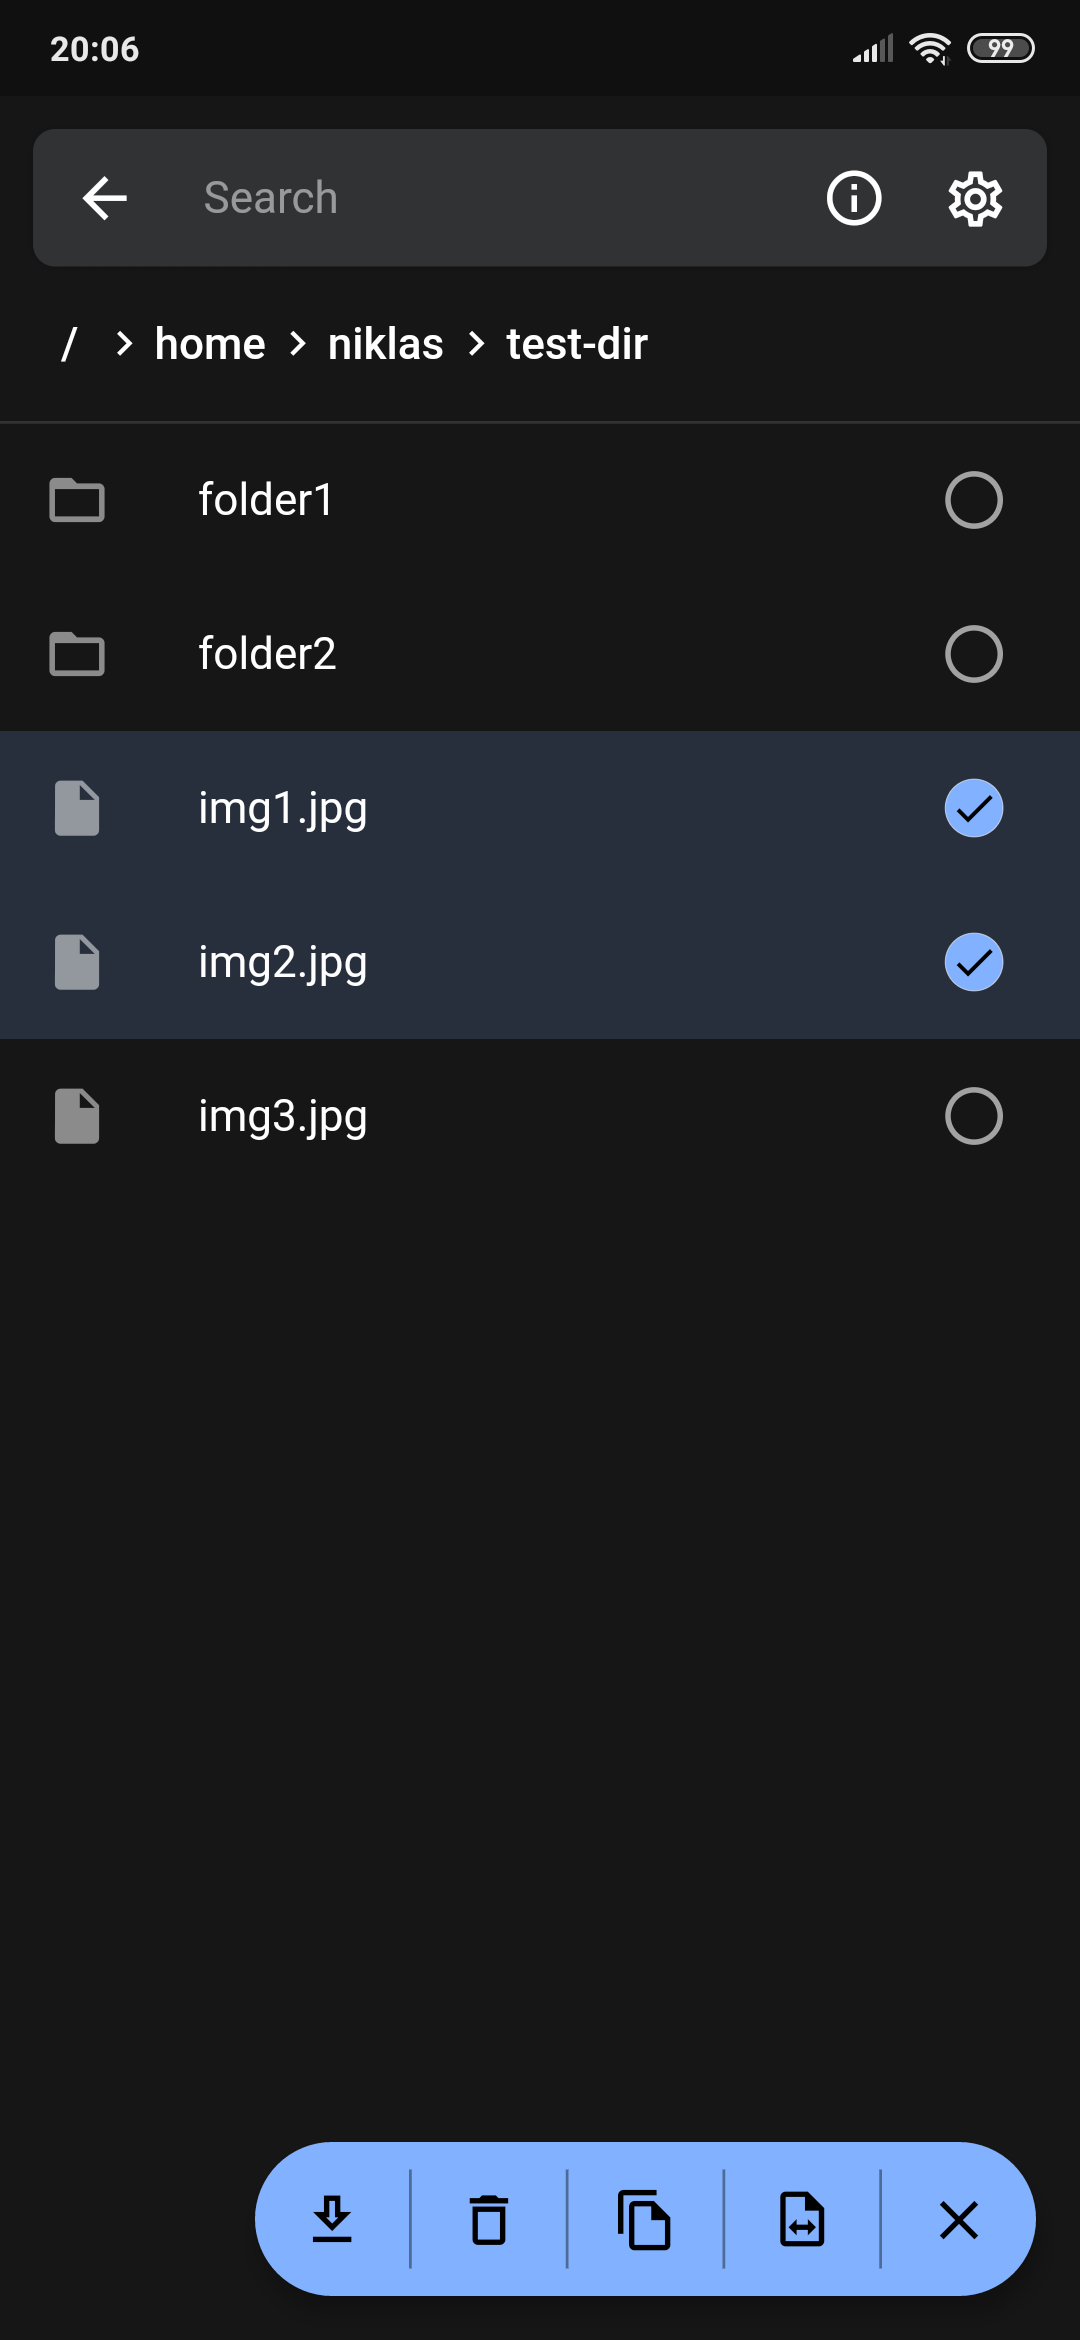 20:06 99
Search
/ > home > niklas > test-dir
folder1
folder2
img1.jpg
img2.jpg
img3.jpg